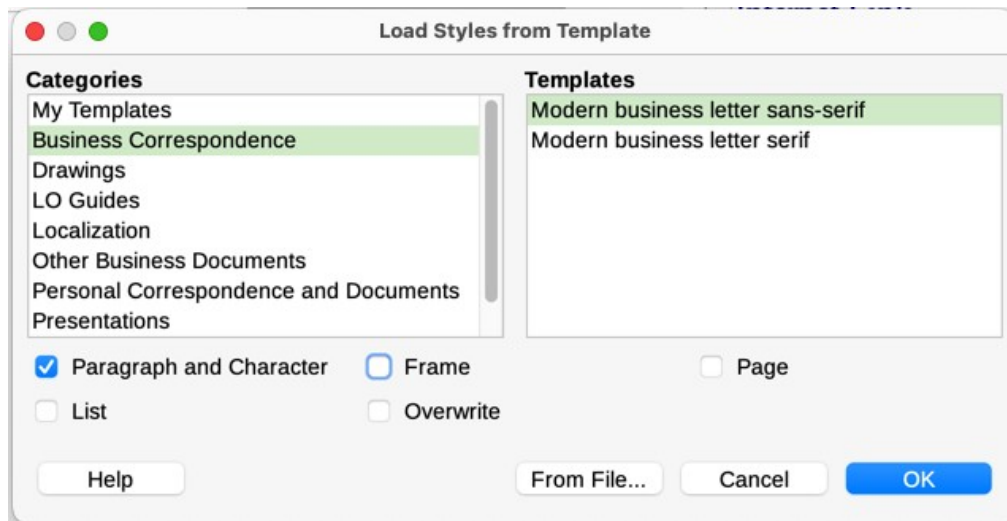 Load Styles from Template
Categories
My Templates
Business Correspondence
Drawings
LO Guides
Localization
Other Business Documents
Personal Correspondence and Documents
Presentations
Templates
Modern business letter sans-serif
Modern business letter serif
Paragraph and Character
Frame
Page
List
Overwrite
Help
From File...
Cancel
OK